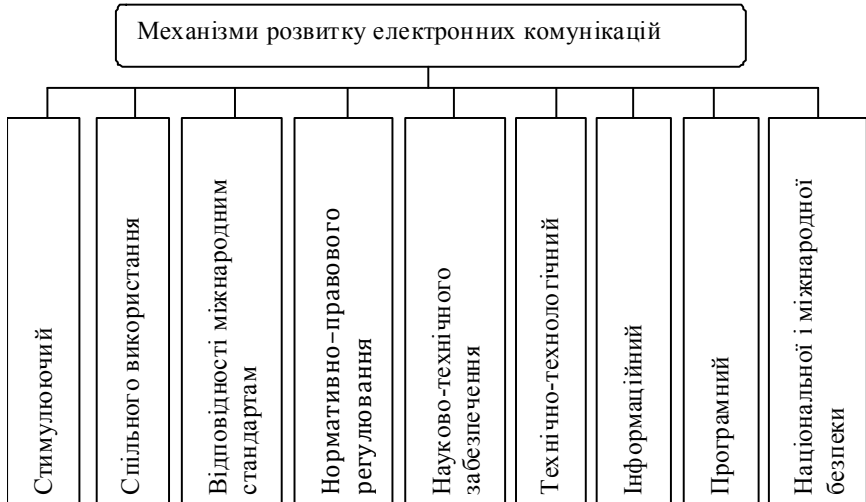 Механізми розвитку електронних комунікацій
Стимулюючий
Спільного використання
Відповідності міжнародним
стандартам
Нормативно-правового
регулювання
Науково-технічного
забезпечення
Технічно-технологічний
Інформаційний
Програмний
Національної і міжнародної
безпеки